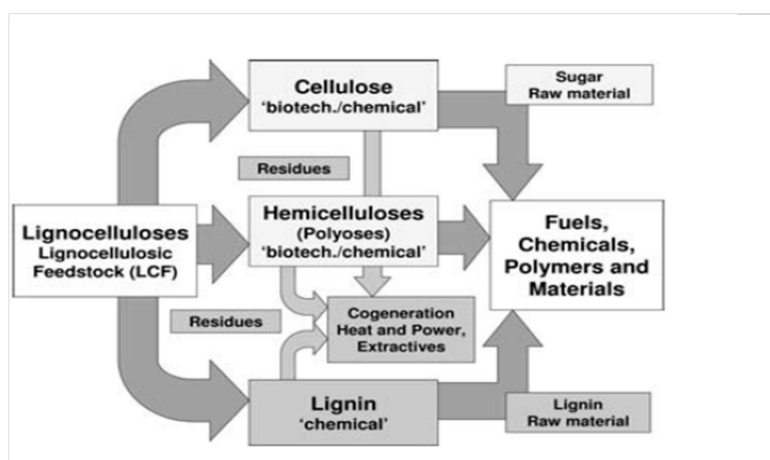 Cellulose
'biotech./chemical'
Sugar
Raw material
Residues
Lignocelluloses
Lignocellulosic
Feedstock (LCF)
Hemicelluloses
(Polyoses)
'biotech./chemical'
Fuels,
Chemicals,
Polymers and
Materials
Residues
Cogeneration
Heat and Power,
Extractives
Lignin
'chemical'
Lignin
Raw material